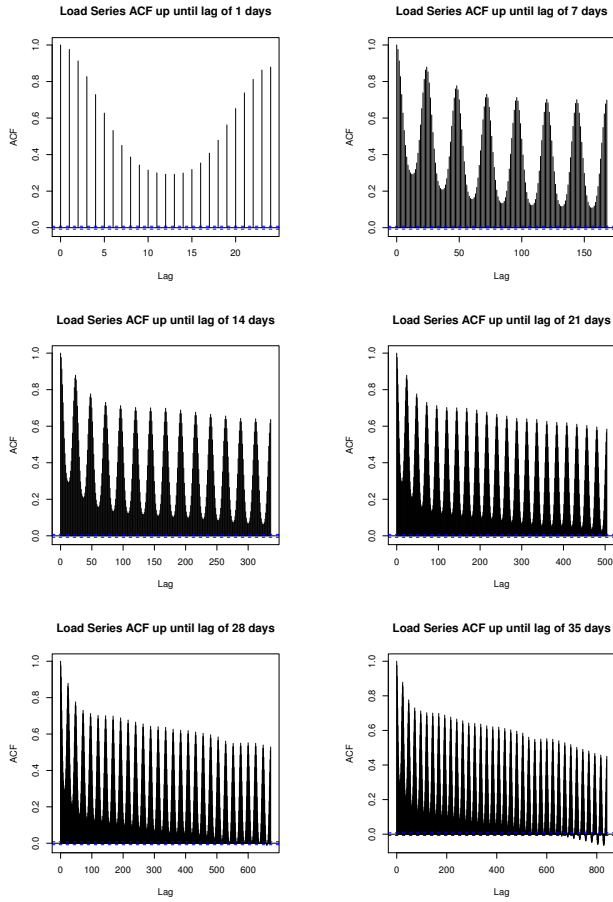 Load Series ACF up until lag of 1 days
ACF
0.0 0.2 0.4 0.6 0.8 1.0
0 5 10 15 20
Lag
Load Series ACF up until lag of 7 days
ACF
0.0 0.2 0.4 0.6 0.8 1.0
0 50 100 150
Lag
Load Series ACF up until lag of 14 days
ACF
0.0 0.2 0.4 0.6 0.8 1.0
0 50 100 150 200 250 300
Lag
Load Series ACF up until lag of 21 days
ACF
0.0 0.2 0.4 0.6 0.8 1.0
0 100 200 300 400 500
Lag
Load Series ACF up until lag of 28 days
ACF
0.0 0.2 0.4 0.6 0.8 1.0
0 100 200 300 400 500 600
Lag
Load Series ACF up until lag of 35 days
ACF
0.0 0.2 0.4 0.6 0.8 1.0
0 200 400 600 800
Lag